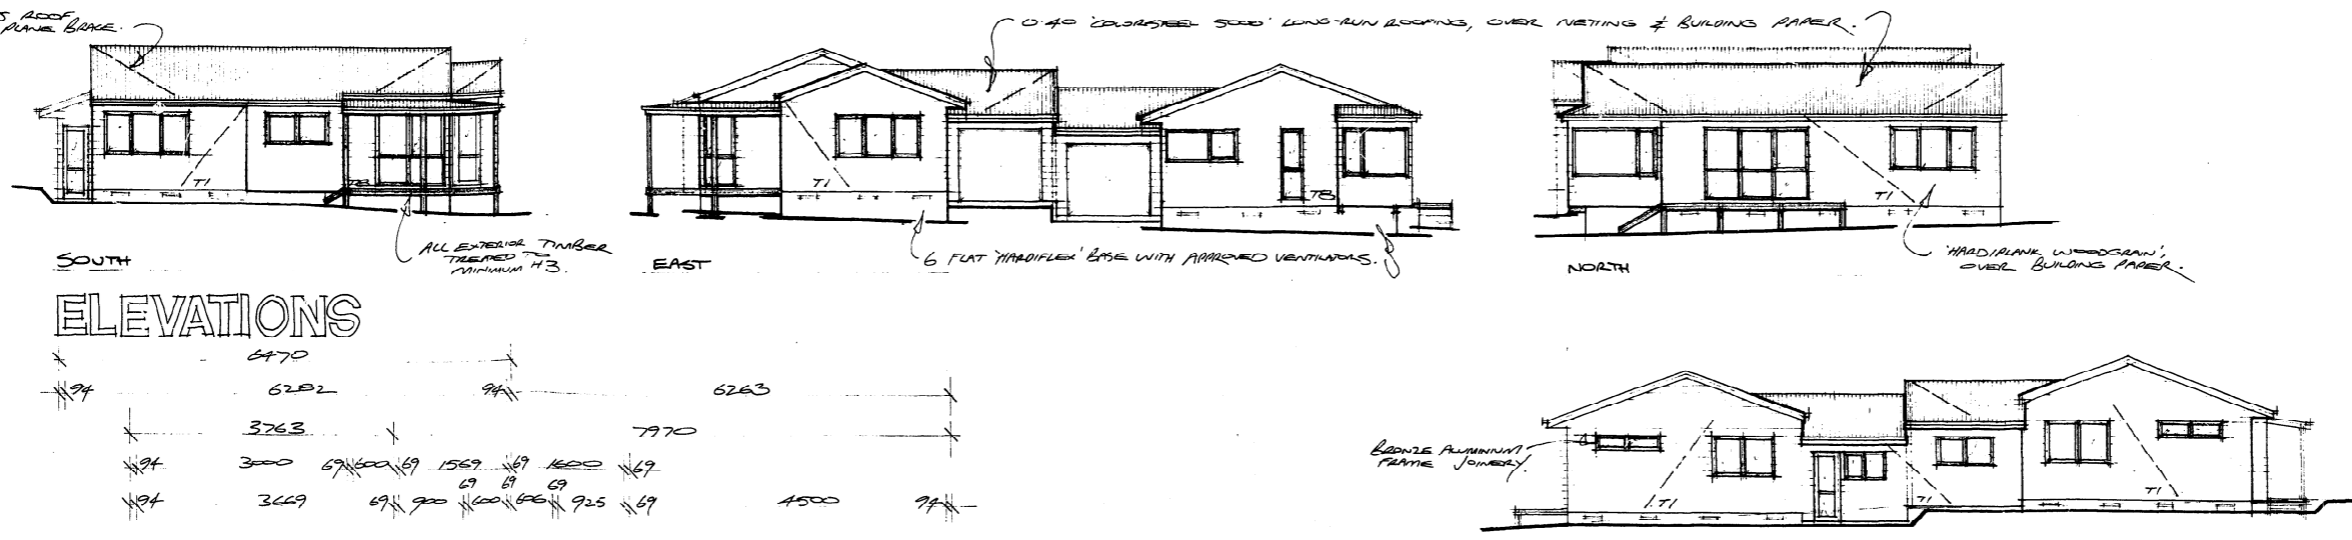 ROOF
PLANE BRACE.
0.40 'COLORSTEEL 5000' LONG-RUN ROOFING, OVER NETTING & BUILDING PAPER.
T1
T1
T8
T1
ALL EXTERIOR TIMBER
TREATED TO
MINIMUM H3.
6 FLAT 'HARDIFLEX' BASE WITH APPROVED VENTILATORS.
'HARDIPLANK WOODGRAIN',
OVER BUILDING PAPER.
SOUTH
EAST
NORTH
ELEVATIONS
6470
94 6282 94 6263
3763 7970
94 3000 69 600 69 1569 69 1600 69
69 69 69
94 3669 69 900 600 606 925 69 4500 94
BRONZE ALUMINIUM
FRAME JOINERY.
T1
T1
T1